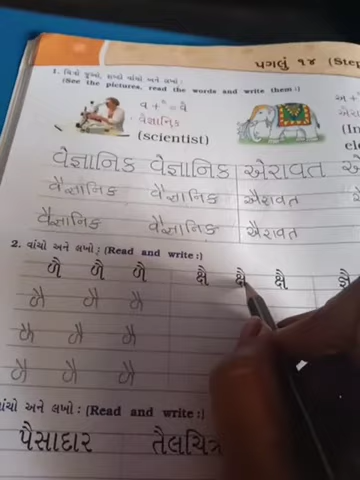 પગલું ૧૪ (Step
1. ચિત્રો જુઓ, શબ્દો વાંચો અને લખો :
(See the pictures, read the words and write them :)
વ + ૈ = વૈ
વૈજ્ઞાનિક
(scientist)
વૈજ્ઞાનિક વૈજ્ઞાનિક ઐરાવત
વૈજ્ઞાનિક વૈજ્ઞાનિક ઐરાવત
વૈજ્ઞાનિક વૈજ્ઞાનિક ઐરાવત
2. વાંચો અને લખો : (Read and write :)
ળૈ ળૈ ળૈ ક્ષૈ ક્ષૈ ક્ષૈ જ્ઞૈ
ળૈ ળૈ ળૈ
ળૈ ળૈ ળૈ
ળૈ ળૈ ળૈ
વાંચો અને લખો : (Read and write :)
પૈસાદાર તૈલચિત્ર